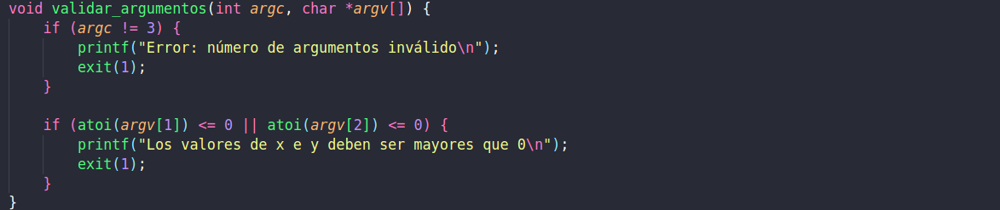 void validar_argumentos(int argc, char *argv[]) {
    if (argc != 3) {
        printf("Error: número de argumentos inválido\n");
        exit(1);
    }

    if (atoi(argv[1]) <= 0 || atoi(argv[2]) <= 0) {
        printf("Los valores de x e y deben ser mayores que 0\n");
        exit(1);
    }
}